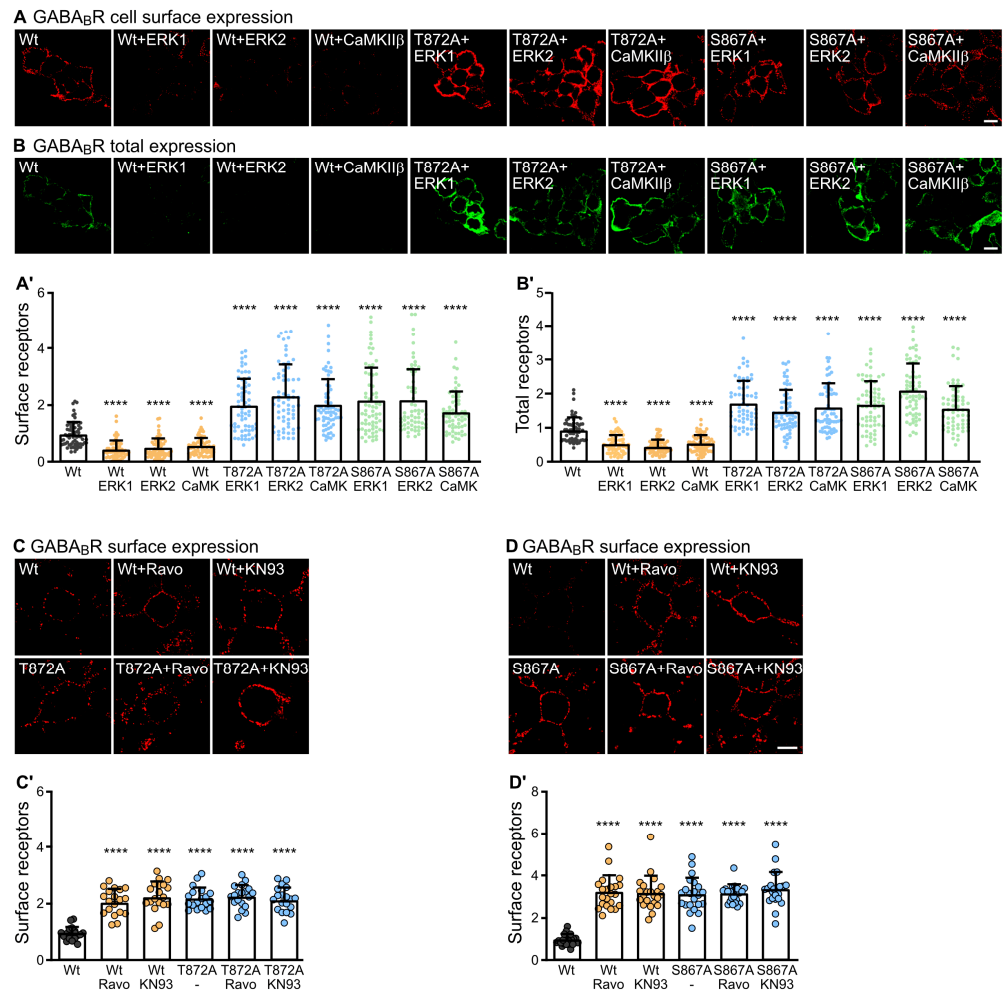 A GABABR cell surface expression
Wt
Wt+ERK1
Wt+ERK2
Wt+CaMKIIβ
T872A+
ERK1
T872A+
ERK2
T872A+
CaMKIIβ
S867A+
ERK1
S867A+
ERK2
S867A+
CaMKIIβ
B GABABR total expression
Wt
Wt+ERK1
Wt+ERK2
Wt+CaMKIIβ
T872A+
ERK1
T872A+
ERK2
T872A+
CaMKIIβ
S867A+
ERK1
S867A+
ERK2
S867A+
CaMKIIβ
A'
Surface receptors
6
4
2
0
**** **** **** **** **** **** **** **** ****
Wt Wt Wt Wt T872A T872A T872A S867A S867A S867A
ERK1 ERK2 CaMK ERK1 ERK2 CaMK ERK1 ERK2 CaMK
B'
Total receptors
5
4
3
2
1
0
**** **** **** **** **** **** **** **** ****
Wt Wt Wt Wt T872A T872A T872A S867A S867A S867A
ERK1 ERK2 CaMK ERK1 ERK2 CaMK ERK1 ERK2 CaMK
C GABABR surface expression
Wt
Wt+Ravo
Wt+KN93
T872A
T872A+Ravo
T872A+KN93
D GABABR surface expression
Wt
Wt+Ravo
Wt+KN93
S867A
S867A+Ravo
S867A+KN93
C'
Surface receptors
6
4
2
0
**** **** **** **** ****
Wt Wt Wt T872A T872A T872A
Ravo KN93 - Ravo KN93
D'
Surface receptors
8
6
4
2
0
**** **** **** **** ****
Wt Wt Wt S867A S867A S867A
Ravo KN93 - Ravo KN93